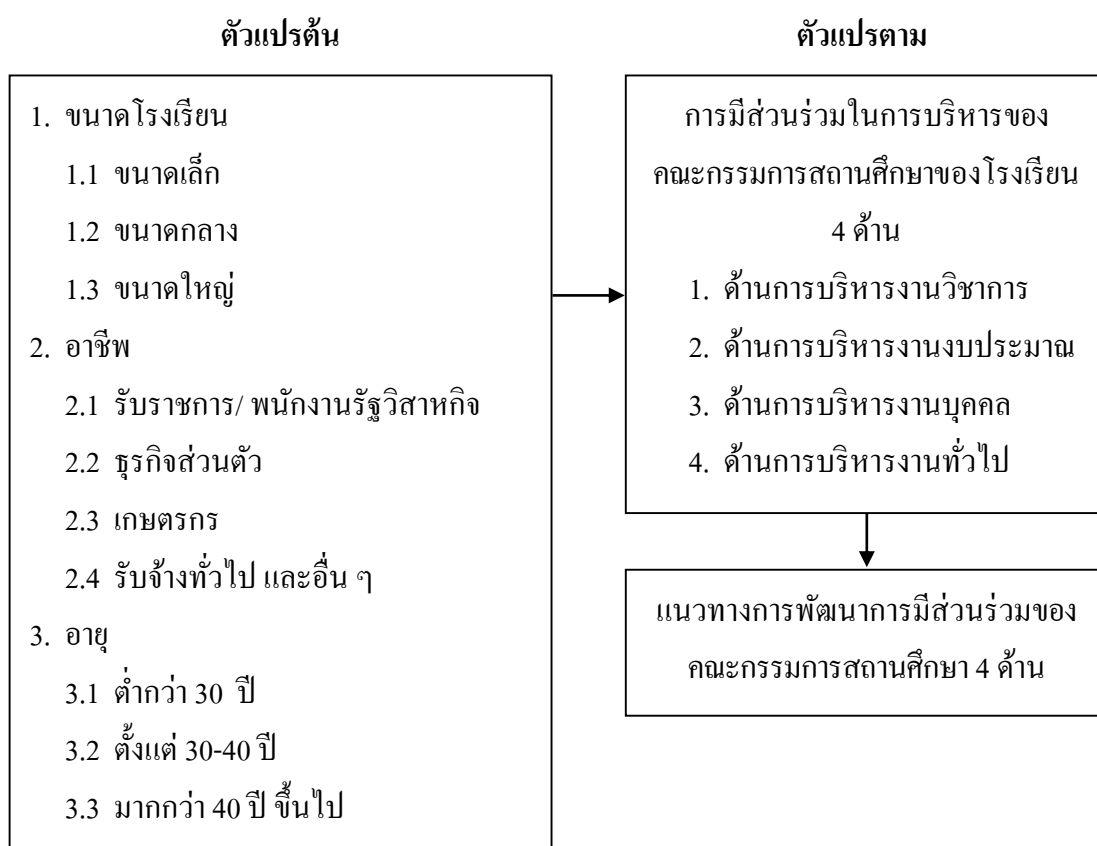 ตัวแปรต้น
1. ขนาดโรงเรียน
1.1 ขนาดเล็ก
1.2 ขนาดกลาง
1.3 ขนาดใหญ่
2. อาชีพ
2.1 รับราชการ/ พนักงานรัฐวิสาหกิจ
2.2 ธุรกิจส่วนตัว
2.3 เกษตรกร
2.4 รับจ้างทั่วไป และอื่น ๆ
3. อายุ
3.1 ต่ำกว่า 30 ปี
3.2 ตั้งแต่ 30-40 ปี
3.3 มากกว่า 40 ปี ขึ้นไป
ตัวแปรตาม
การมีส่วนร่วมในการบริหารของ
คณะกรรมการสถานศึกษาของโรงเรียน
4 ด้าน
1. ด้านการบริหารงานวิชาการ
2. ด้านการบริหารงานงบประมาณ
3. ด้านการบริหารงานบุคคล
4. ด้านการบริหารงานทั่วไป
แนวทางการพัฒนาการมีส่วนร่วมของ
คณะกรรมการสถานศึกษา 4 ด้าน